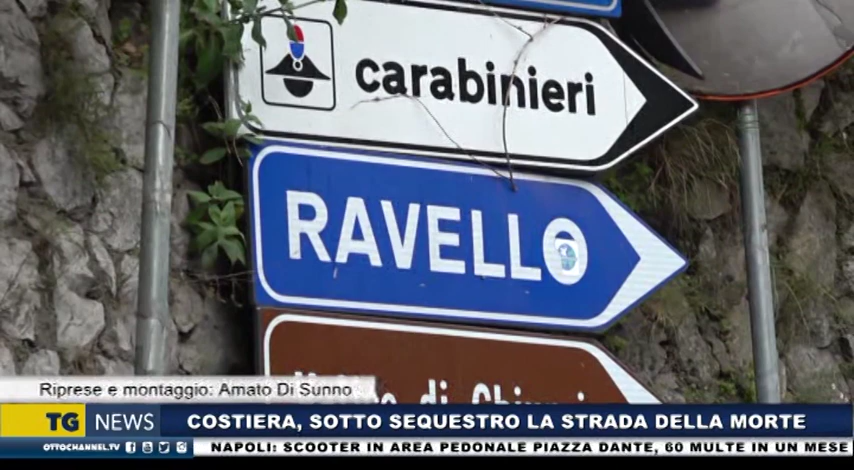 carabinieri
RAVELLO
di
Riprese e montaggio: Amato Di Sunno
TG NEWS
COSTIERA, SOTTO SEQUESTRO LA STRADA DELLA MORTE
OTTOCHANNEL.TV
NAPOLI: SCOOTER IN AREA PEDONALE PIAZZA DANTE, 60 MULTE IN UN MESE